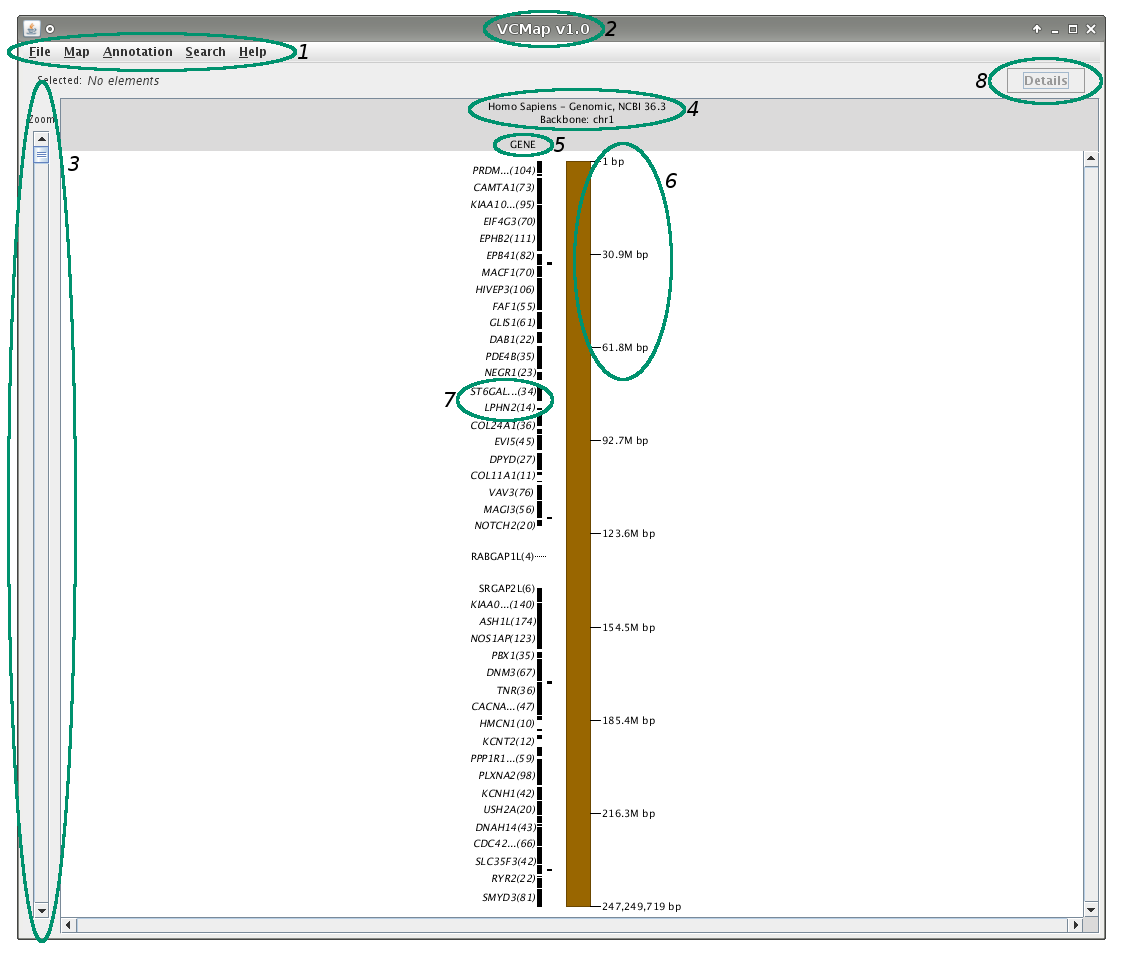 VCMap v1.0 2
File Map Annotation Search Help 1
Selected: No elements
8 Details
Homo Sapiens - Genomic, NCBI 36.3 4
Backbone: chr1
Zoom
GENE 5
3
1 bp
PRDM...(104)
6
CAMTA1(73)
KIAA10...(95)
EIF4G3(70)
EPHB2(111)
EPB41(82)
30.9M bp
MACF1(70)
HIVEP3(106)
FAF1(55)
GLIS1(61)
DAB1(22)
61.8M bp
PDE4B(35)
NEGR1(23)
ST6GAL...(34)
7
LPHN2(14)
COL24A1(36)
EVI5(45)
92.7M bp
DPYD(27)
COL11A1(11)
VAV3(76)
MAGI3(56)
NOTCH2(20)
123.6M bp
RABGAP1L(4)
SRGAP2L(6)
KIAA0...(140)
ASH1L(174)
154.5M bp
NOS1AP(123)
PBX1(35)
DNM3(67)
TNR(36)
CACNA...(47)
185.4M bp
HMCN1(10)
KCNT2(12)
PPP1R1...(59)
PLXNA2(98)
KCNH1(42)
USH2A(20)
216.3M bp
DNAH14(43)
CDC42...(66)
SLC35F3(42)
RYR2(22)
SMYD3(81)
247,249,719 bp